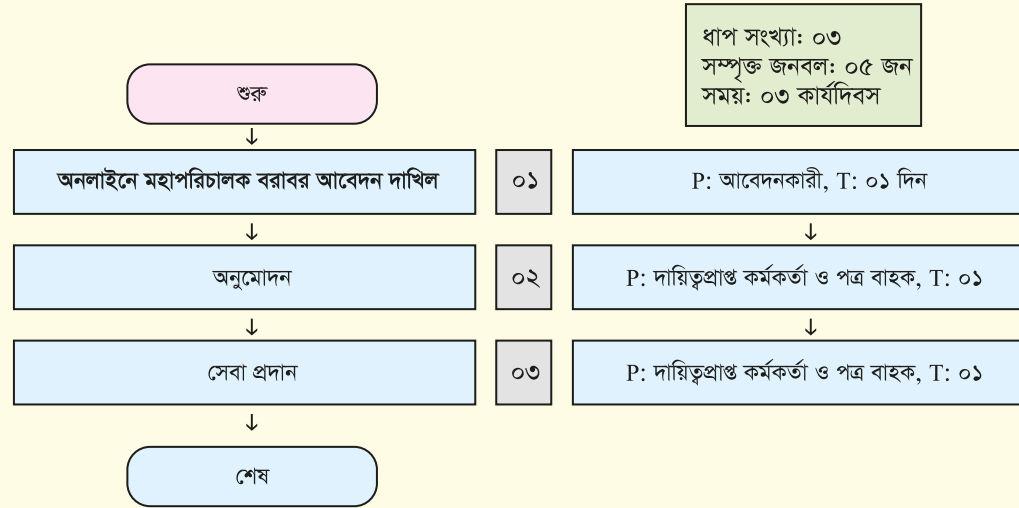 ধাপ সংখ্যা: ০৩
সম্পৃক্ত জনবল: ০৫ জন
সময়: ০৩ কার্যদিবস
শুরু
↓
অনলাইনে মহাপরিচালক বরাবর আবেদন দাখিল
০১
P: আবেদনকারী, T: ০১ দিন
↓
↓
অনুমোদন
০২
P: দায়িত্বপ্রাপ্ত কর্মকর্তা ও পত্র বাহক, T: ০১
↓
↓
সেবা প্রদান
০৩
P: দায়িত্বপ্রাপ্ত কর্মকর্তা ও পত্র বাহক, T: ০১
↓
শেষ